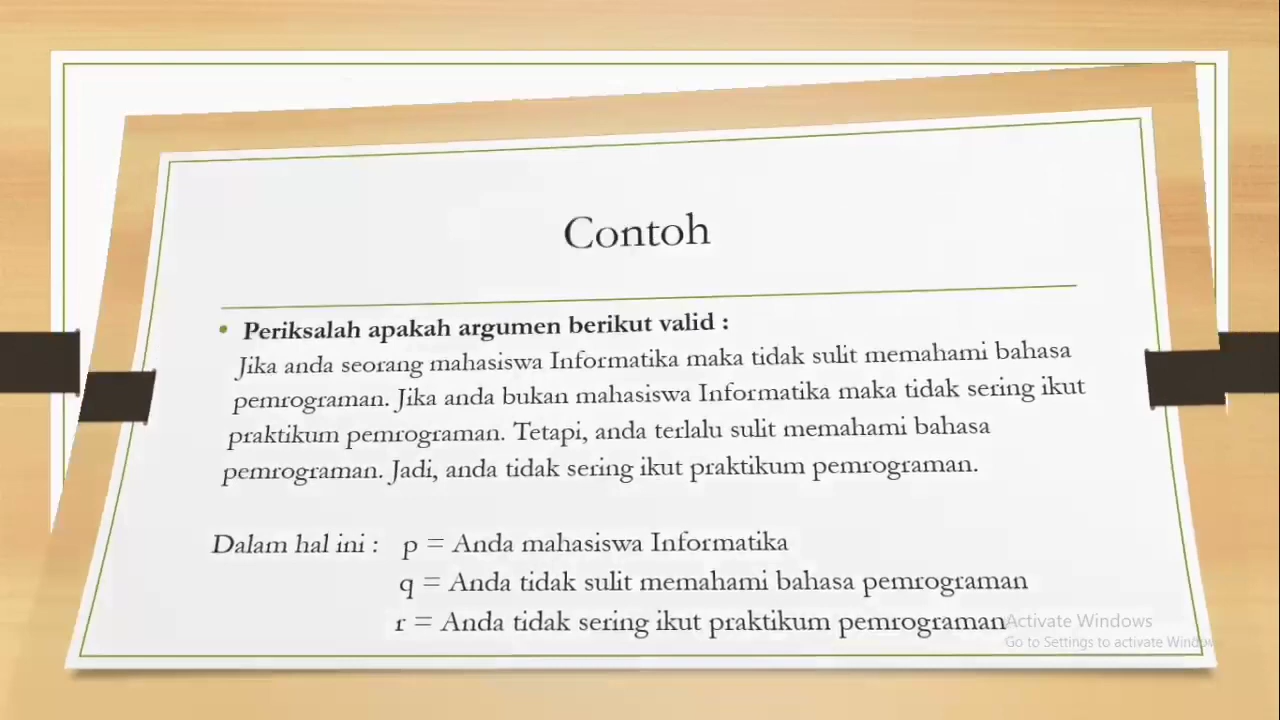 Contoh
Periksalah apakah argumen berikut valid :
Jika anda seorang mahasiswa Informatika maka tidak sulit memahami bahasa
pemrograman. Jika anda bukan mahasiswa Informatika maka tidak sering ikut
praktikum pemrograman. Tetapi, anda terlalu sulit memahami bahasa
pemrograman. Jadi, anda tidak sering ikut praktikum pemrograman.
Dalam hal ini : p = Anda mahasiswa Informatika
q = Anda tidak sulit memahami bahasa pemrograman
r = Anda tidak sering ikut praktikum pemrograman
Activate Windows
Go to Settings to activate Windows